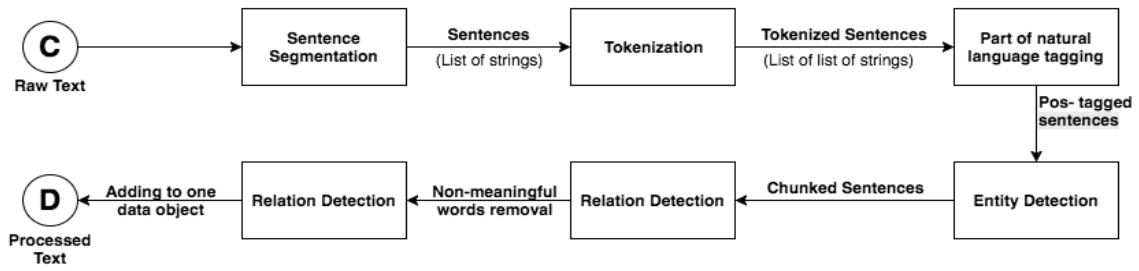 C
Raw Text
Sentence
Segmentation
Sentences
(List of strings)
Tokenization
Tokenized Sentences
(List of list of strings)
Part of natural
language tagging
Pos- tagged
sentences
Entity Detection
Chunked Sentences
Relation Detection
Non-meaningful
words removal
Relation Detection
Adding to one
data object
D
Processed
Text